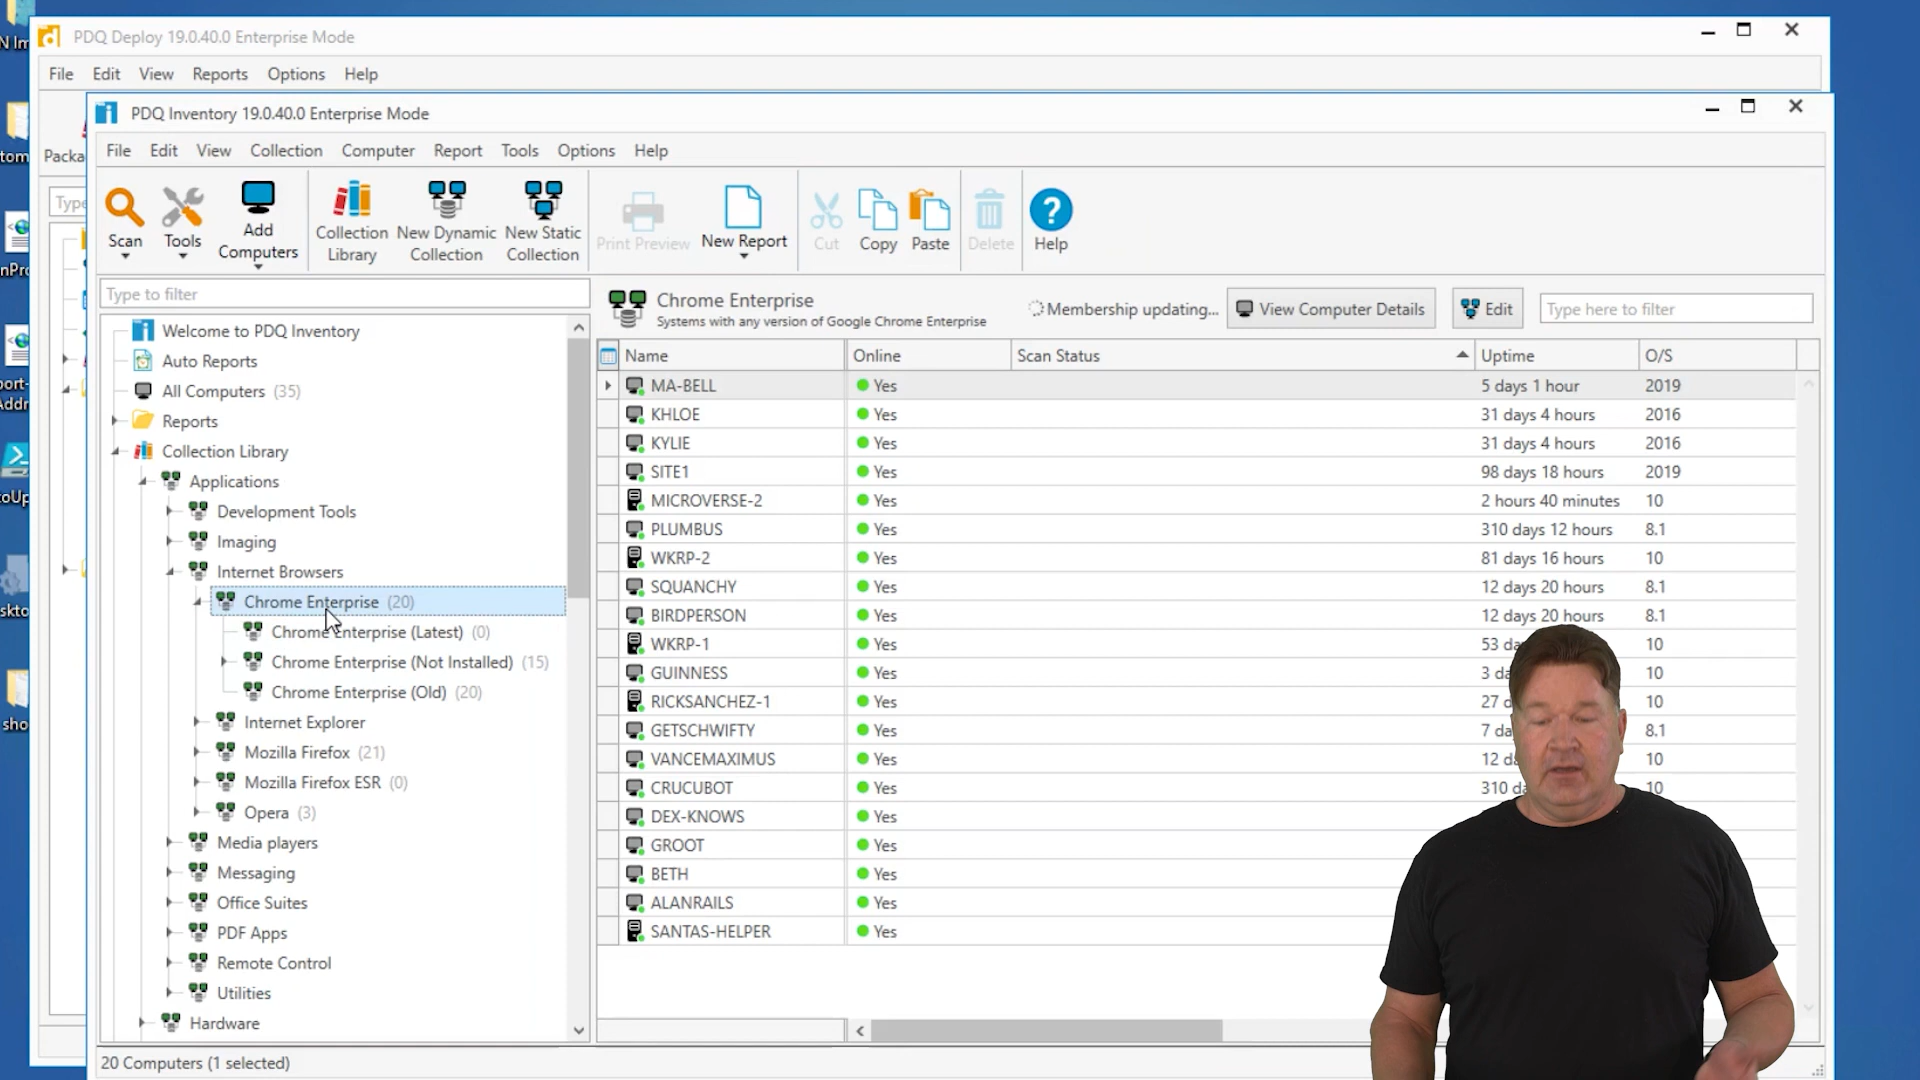 PDQ Deploy 19.0.40.0 Enterprise Mode
File Edit View Reports Options Help
PDQ Inventory 19.0.40.0 Enterprise Mode
File Edit View Collection Computer Report Tools Options Help
Scan
Tools
Add
Computers
Collection
Library
New Dynamic
Collection
New Static
Collection
Print Preview
New Report
Cut
Copy
Paste
Delete
Help
Type to filter
Welcome to PDQ Inventory
Auto Reports
All Computers (35)
Reports
Collection Library
Applications
Development Tools
Imaging
Internet Browsers
Chrome Enterprise (20)
Chrome Enterprise (Latest) (0)
Chrome Enterprise (Not Installed) (15)
Chrome Enterprise (Old) (20)
Internet Explorer
Mozilla Firefox (21)
Mozilla Firefox ESR (0)
Opera (3)
Media players
Messaging
Office Suites
PDF Apps
Remote Control
Utilities
Hardware
20 Computers (1 selected)
Chrome Enterprise
Systems with any version of Google Chrome Enterprise
Membership updating...
View Computer Details
Edit
Type here to filter
Name Online Scan Status Uptime O/S
MA-BELL Yes 5 days 1 hour 2019
KHLOE Yes 31 days 4 hours 2016
KYLIE Yes 31 days 4 hours 2016
SITE1 Yes 98 days 18 hours 2019
MICROVERSE-2 Yes 2 hours 40 minutes 10
PLUMBUS Yes 310 days 12 hours 8.1
WKRP-2 Yes 81 days 16 hours 10
SQUANCHY Yes 12 days 20 hours 8.1
BIRDPERSON Yes 12 days 20 hours 8.1
WKRP-1 Yes 53 10
GUINNESS Yes 3 10
RICKSANCHEZ-1 Yes 27 10
GETSCHWIFTY Yes 7 8.1
VANCEMAXIMUS Yes 12 10
CRUCUBOT Yes 310 10
DEX-KNOWS Yes
GROOT Yes
BETH Yes
ALANRAILS Yes
SANTAS-HELPER Yes